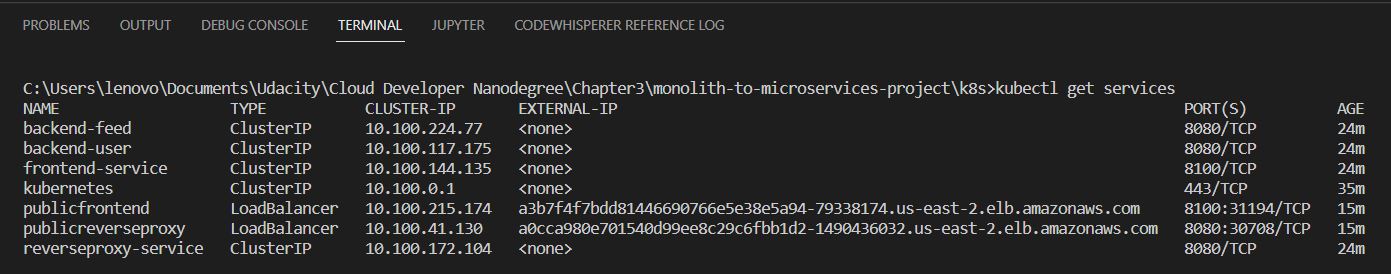 PROBLEMS OUTPUT DEBUG CONSOLE TERMINAL JUPYTER CODEWHISPERER REFERENCE LOG
C:\Users\lenovo\Documents\Udacity\Cloud Developer Nanodegree\Chapter3\monolith-to-microservices-project\k8s>kubectl get services
NAME TYPE CLUSTER-IP EXTERNAL-IP PORT(S) AGE
backend-feed ClusterIP 10.100.224.77 <none> 8080/TCP 24m
backend-user ClusterIP 10.100.117.175 <none> 8080/TCP 24m
frontend-service ClusterIP 10.100.144.135 <none> 8100/TCP 24m
kubernetes ClusterIP 10.100.0.1 <none> 443/TCP 35m
publicfrontend LoadBalancer 10.100.215.174 a3b7f4f7bdd81446690766e5e38e5a94-79338174.us-east-2.elb.amazonaws.com 8100:31194/TCP 15m
publicreverseproxy LoadBalancer 10.100.41.130 a0cca980e701540d99ee8c29c6fbb1d2-1490436032.us-east-2.elb.amazonaws.com 8080:30708/TCP 15m
reverseproxy-service ClusterIP 10.100.172.104 <none> 8080/TCP 24m